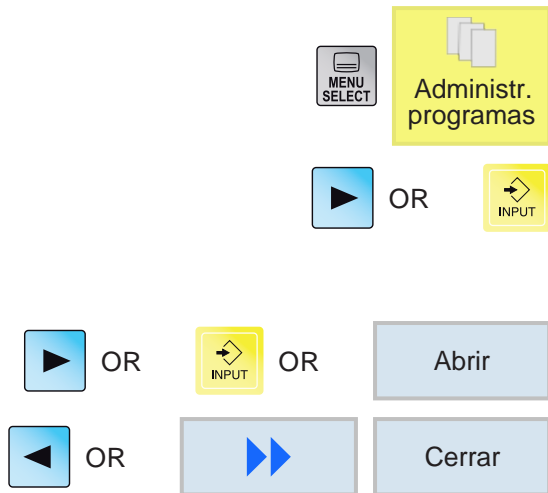 MENU
SELECT
Administr.
programas
OR
INPUT
OR
INPUT
OR
Abrir
OR
Cerrar